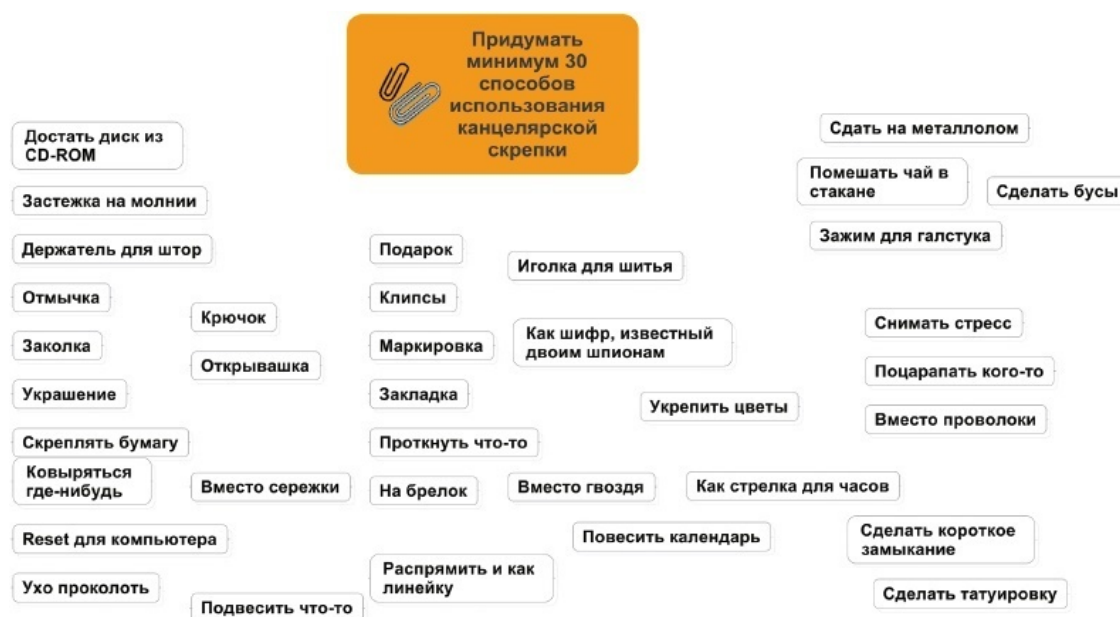 Придумать
минимум 30
способов
использования
канцелярской
скрепки
Достать диск из
CD-ROM
Застежка на молнии
Держатель для штор
Отмычка
Заколка
Украшение
Скреплять бумагу
Ковыряться
где-нибудь
Reset для компьютера
Ухо проколоть
Крючок
Открывашка
Вместо сережки
Подвесить что-то
Подарок
Клипсы
Маркировка
Закладка
Проткнуть что-то
На брелок
Распрямить и как
линейку
Иголка для шитья
Как шифр, известный
двоим шпионам
Укрепить цветы
Вместо гвоздя
Как стрелка для часов
Повесить календарь
Сдать на металлолом
Помешать чай в
стакане
Сделать бусы
Зажим для галстука
Снимать стресс
Поцарапать кого-то
Вместо проволоки
Сделать короткое
замыкание
Сделать татуировку